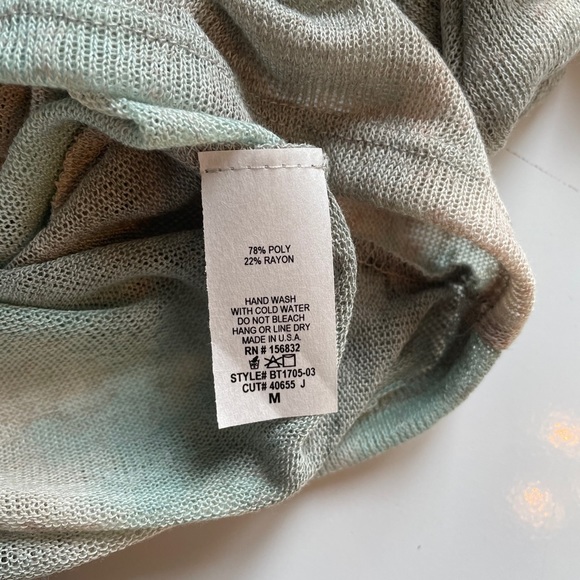 78% POLY
22% RAYON
HAND WASH
WITH COLD WATER
DO NOT BLEACH
HANG OR LINE DRY
MADE IN U.S.A.
RN # 156832
STYLE# BT1705-03
CUT# 40655 J
M